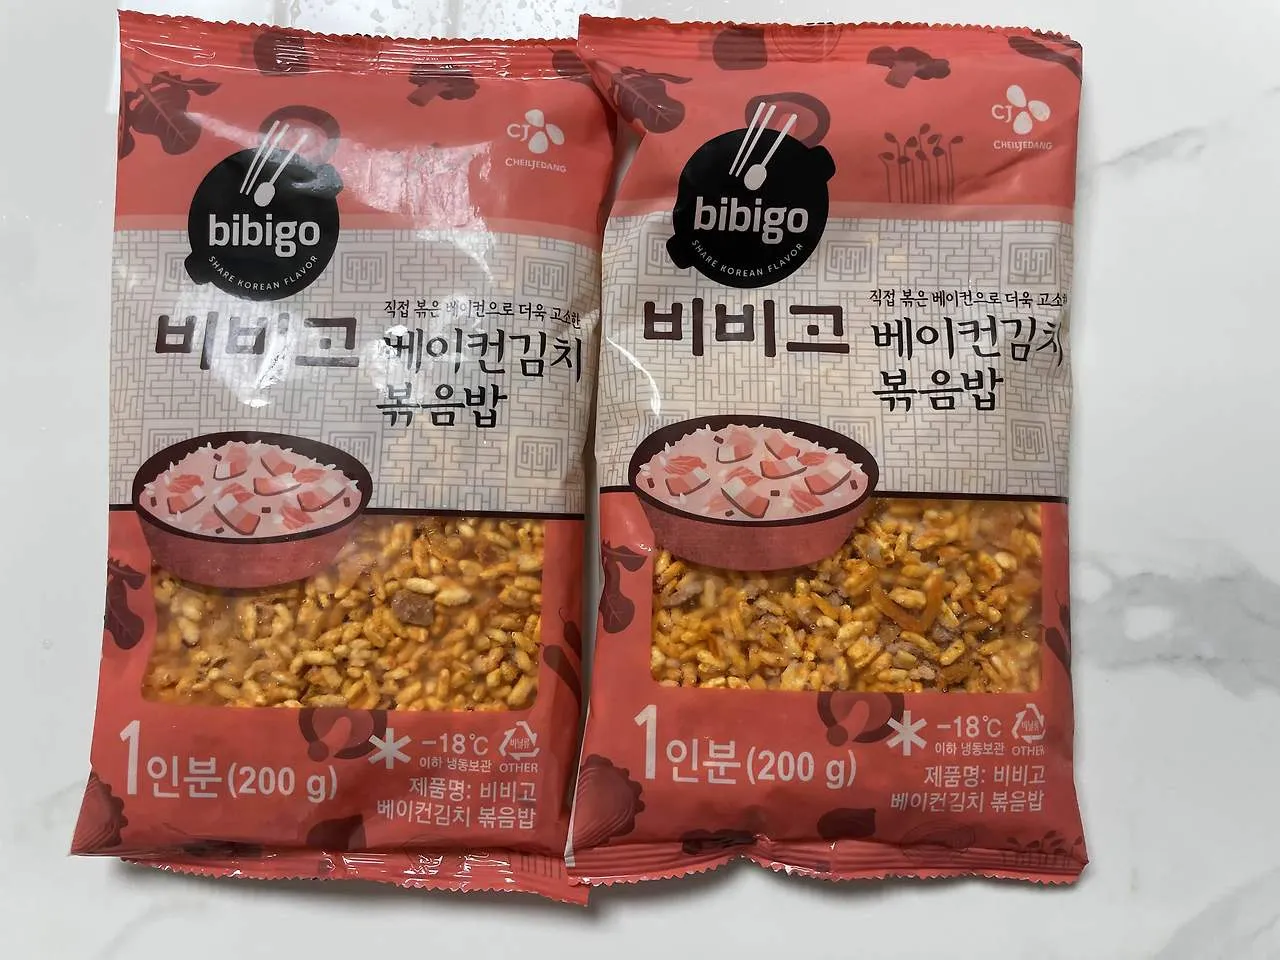 CJ
CHEILJEDANG
bibigo
SHARE KOREAN FLAVOR
직접 볶은 베이컨으로 더욱 고소한
비비고
베이컨김치
볶음밥
1인분(200 g)
-18℃
이하 냉동보관
비닐류
OTHER
제품명: 비비고
베이컨김치 볶음밥
CJ
CHEILJEDANG
bibigo
SHARE KOREAN FLAVOR
직접 볶은 베이컨으로 더욱 고소한
비비고
베이컨김치
볶음밥
1인분(200 g)
-18℃
이하 냉동보관
비닐류
OTHER
제품명: 비비고
베이컨김치 볶음밥